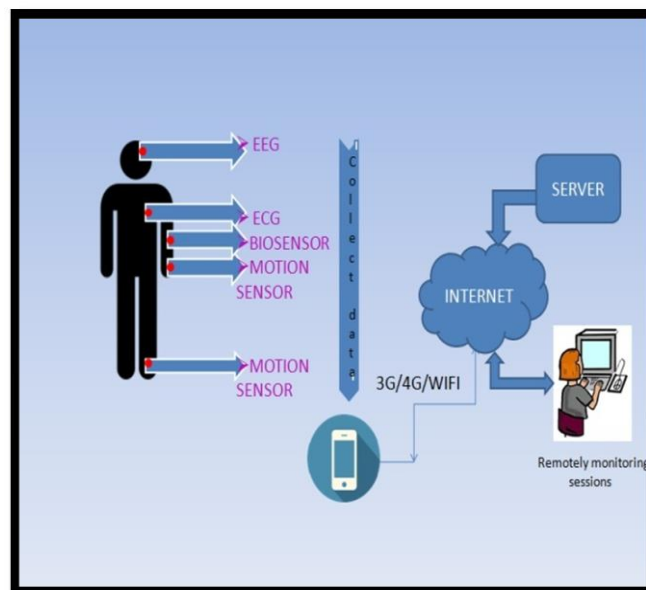 EEG
ECG
BIOSENSOR
MOTION
SENSOR
MOTION
SENSOR
Collect data
SERVER
INTERNET
3G/4G/WIFI
Remotely monitoring
sessions